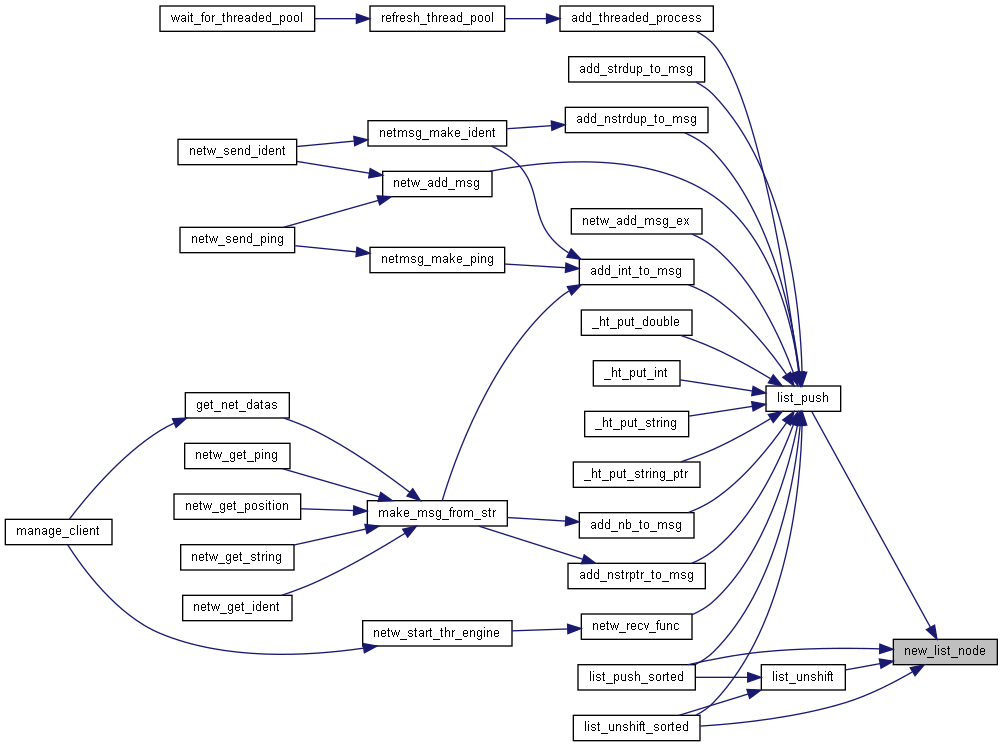 wait_for_threaded_pool
refresh_thread_pool
add_threaded_process
add_strdup_to_msg
add_nstrdup_to_msg
netmsg_make_ident
netw_send_ident
netw_add_msg
netw_add_msg_ex
netw_send_ping
netmsg_make_ping
add_int_to_msg
_ht_put_double
_ht_put_int
list_push
get_net_datas
_ht_put_string
netw_get_ping
_ht_put_string_ptr
netw_get_position
make_msg_from_str
add_nb_to_msg
manage_client
netw_get_string
add_nstrptr_to_msg
netw_get_ident
netw_start_thr_engine
netw_recv_func
new_list_node
list_push_sorted
list_unshift
list_unshift_sorted